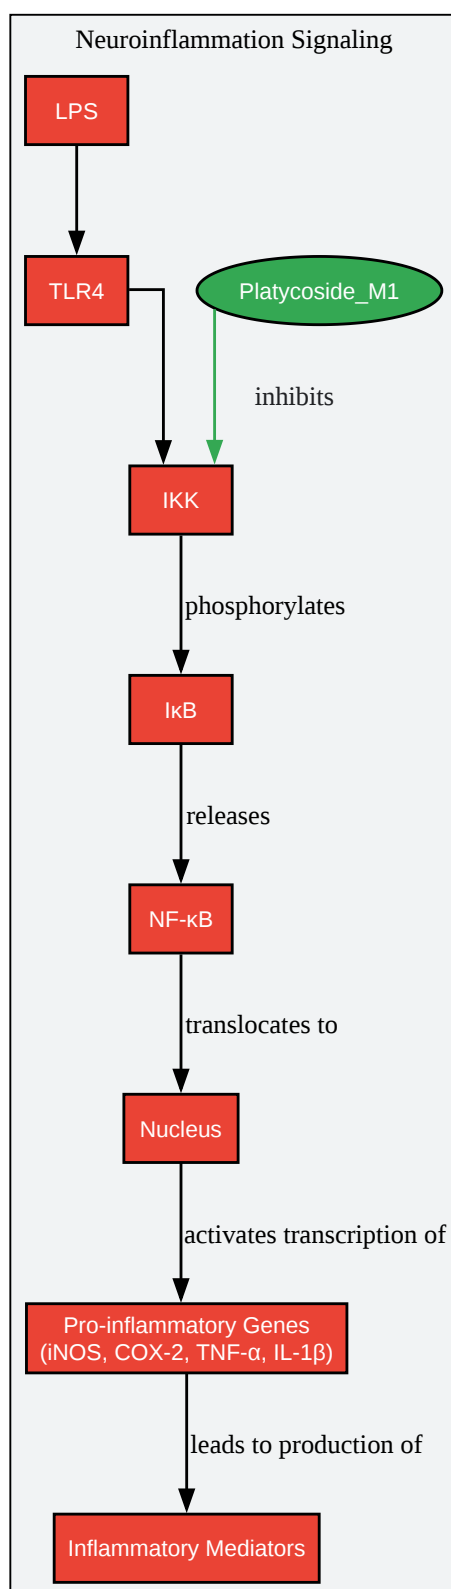 Neuroinflammation Signaling
LPS
TLR4
Platycoside_M1
inhibits
IKK
phosphorylates
IκB
releases
NF-κB
translocates to
Nucleus
activates transcription of
Pro-inflammatory Genes
(iNOS, COX-2, TNF-α, IL-1β)
leads to production of
Inflammatory Mediators